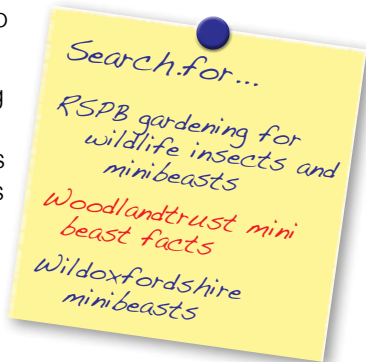 o
g
s
s
Search for...
RSPB gardening for
wildlife insects and
minibeasts
Woodlandtrust mini
beast facts
Wildoxfordshire
minibeasts